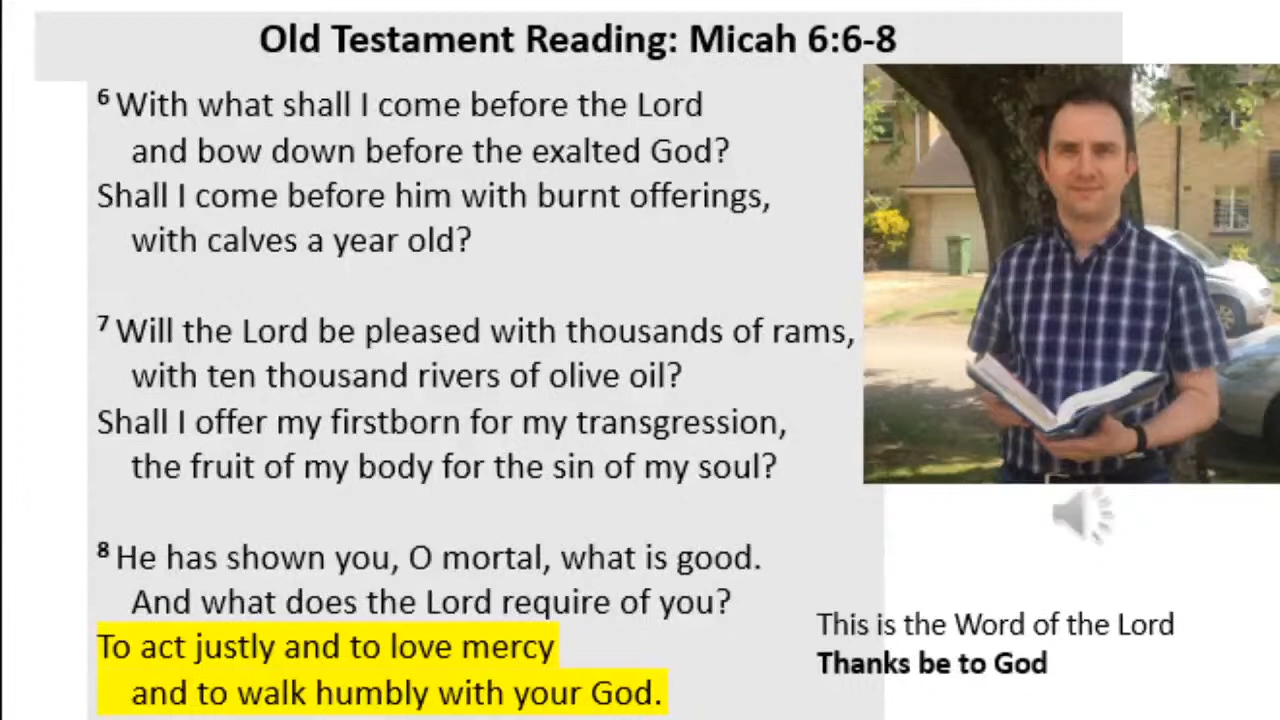 Old Testament Reading: Micah 6:6-8
6 With what shall I come before the Lord
and bow down before the exalted God?
Shall I come before him with burnt offerings,
with calves a year old?
7 Will the Lord be pleased with thousands of rams,
with ten thousand rivers of olive oil?
Shall I offer my firstborn for my transgression,
the fruit of my body for the sin of my soul?
8 He has shown you, O mortal, what is good.
And what does the Lord require of you?
To act justly and to love mercy
and to walk humbly with your God.
This is the Word of the Lord
Thanks be to God